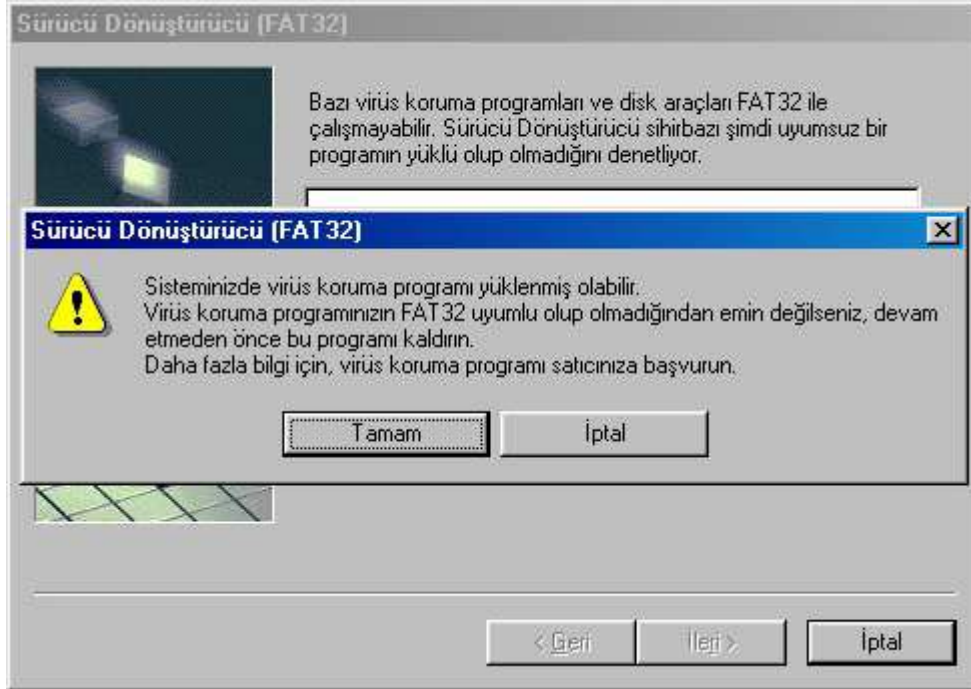 Sürücü Dönüştürücü (FAT32)
Bazı virüs koruma programları ve disk araçları FAT32 ile
çalışmayabilir. Sürücü Dönüştürücü sihirbazı şimdi uyumsuz bir
programın yüklü olup olmadığını denetliyor.
Sürücü Dönüştürücü (FAT32)
Sisteminizde virüs koruma programı yüklenmiş olabilir.
Virüs koruma programınızın FAT32 uyumlu olup olmadığından emin değilseniz, devam
etmeden önce bu programı kaldırın.
Daha fazla bilgi için, virüs koruma programı satıcınıza başvurun.
Tamam
İptal
< Geri
İleri >
İptal